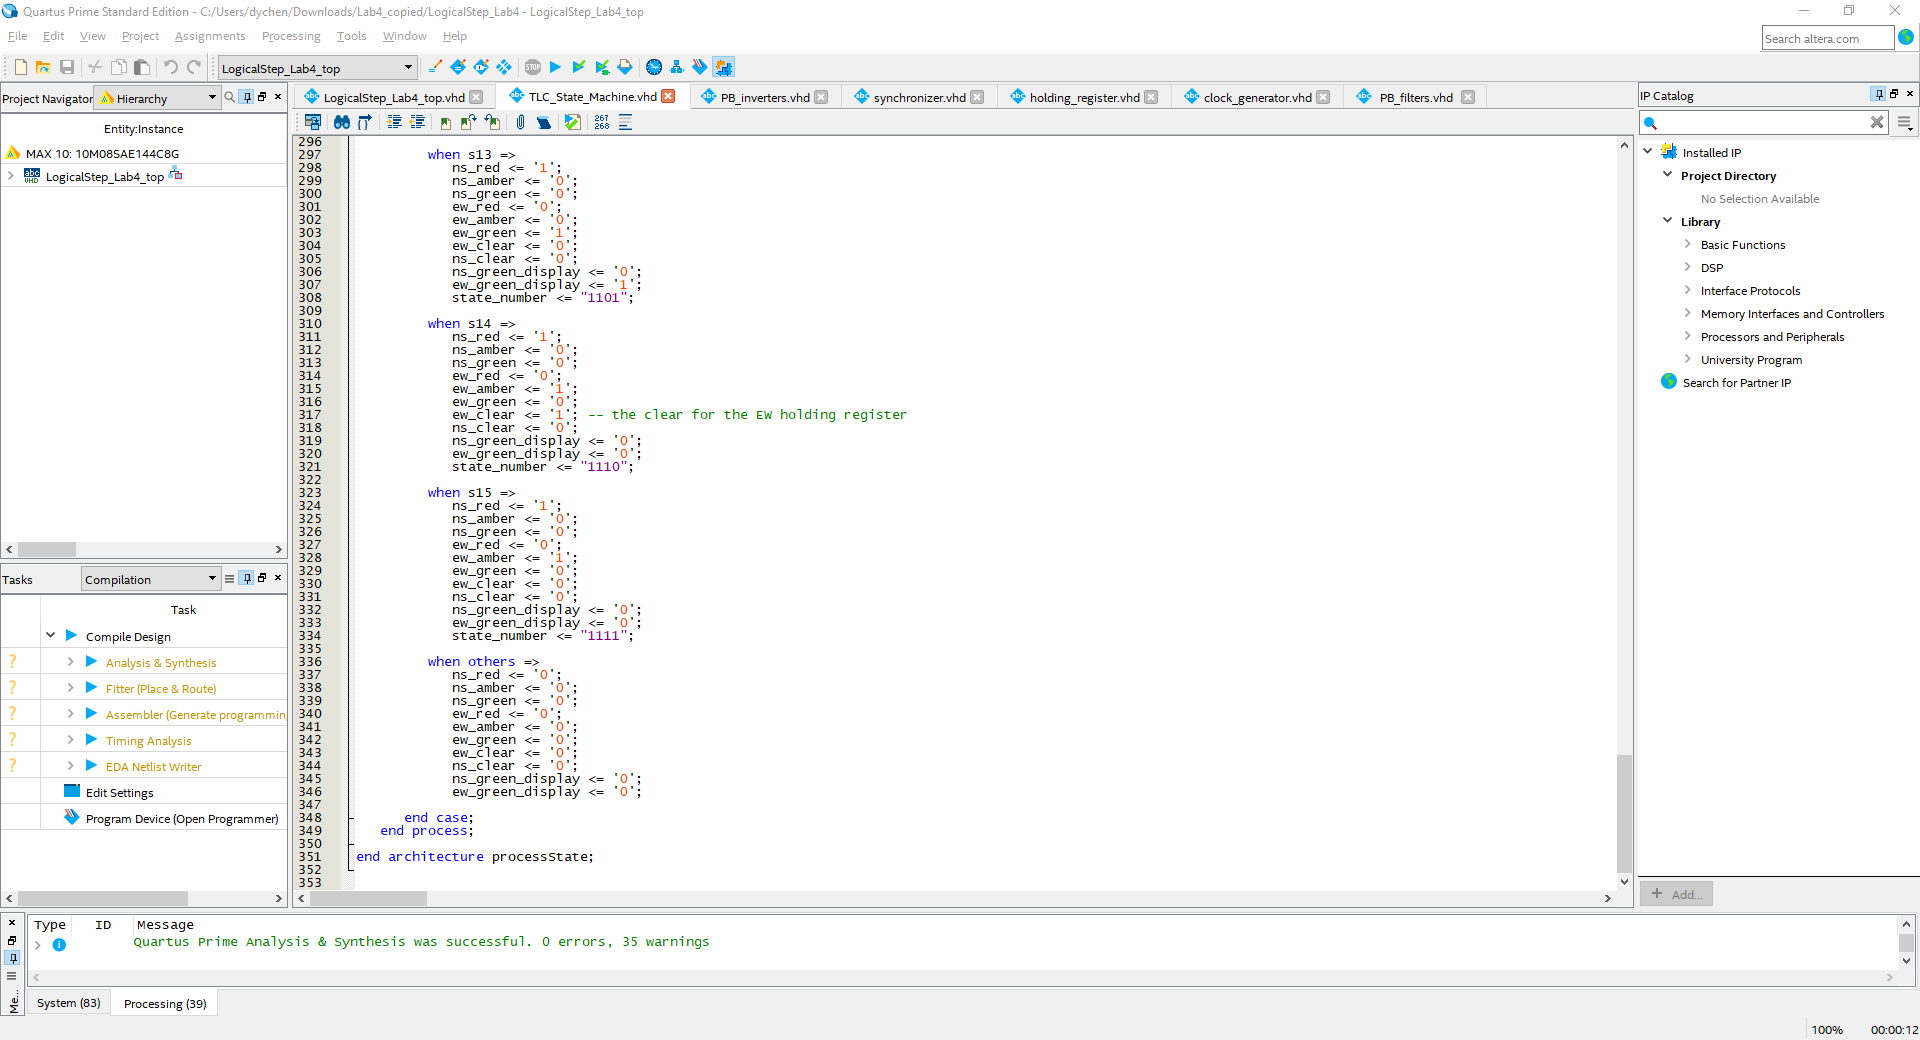 Quartus Prime Standard Edition - C:/Users/dychen/Downloads/Lab4_copied/LogicalStep_Lab4 - LogicalStep_Lab4_top
File Edit View Project Assignments Processing Tools Window Help
Search altera.com
LogicalStep_Lab4_top
Project Navigator Hierarchy
Entity:Instance
MAX 10: 10M08SAE144C8G
LogicalStep_Lab4_top
Tasks Compilation
Task
Compile Design
? Analysis & Synthesis
? Fitter (Place & Route)
? Assembler (Generate programmin
? Timing Analysis
? EDA Netlist Writer
Edit Settings
Program Device (Open Programmer)
LogicalStep_Lab4_top.vhd TLC_State_Machine.vhd PB_inverters.vhd synchronizer.vhd holding_register.vhd clock_generator.vhd PB_filters.vhd
267
268
296
297 when s13 =>
298 ns_red <= '1';
299 ns_amber <= '0';
300 ns_green <= '0';
301 ew_red <= '0';
302 ew_amber <= '0';
303 ew_green <= '1';
304 ew_clear <= '0';
305 ns_clear <= '0';
306 ns_green_display <= '0';
307 ew_green_display <= '1';
308 state_number <= "1101";
309
310 when s14 =>
311 ns_red <= '1';
312 ns_amber <= '0';
313 ns_green <= '0';
314 ew_red <= '0';
315 ew_amber <= '1';
316 ew_green <= '0';
317 ew_clear <= '1'; -- the clear for the EW holding register
318 ns_clear <= '0';
319 ns_green_display <= '0';
320 ew_green_display <= '0';
321 state_number <= "1110";
322
323 when s15 =>
324 ns_red <= '1';
325 ns_amber <= '0';
326 ns_green <= '0';
327 ew_red <= '0';
328 ew_amber <= '1';
329 ew_green <= '0';
330 ew_clear <= '0';
331 ns_clear <= '0';
332 ns_green_display <= '0';
333 ew_green_display <= '0';
334 state_number <= "1111";
335
336 when others =>
337 ns_red <= '0';
338 ns_amber <= '0';
339 ns_green <= '0';
340 ew_red <= '0';
341 ew_amber <= '0';
342 ew_green <= '0';
343 ew_clear <= '0';
344 ns_clear <= '0';
345 ns_green_display <= '0';
346 ew_green_display <= '0';
347
348 end case;
349 end process;
350
351 end architecture processState;
352
353
IP Catalog
Installed IP
Project Directory
No Selection Available
Library
Basic Functions
DSP
Interface Protocols
Memory Interfaces and Controllers
Processors and Peripherals
University Program
Search for Partner IP
+ Add...
Type ID Message
Quartus Prime Analysis & Synthesis was successful. 0 errors, 35 warnings
Me...
System (83) Processing (39)
100% 00:00:12